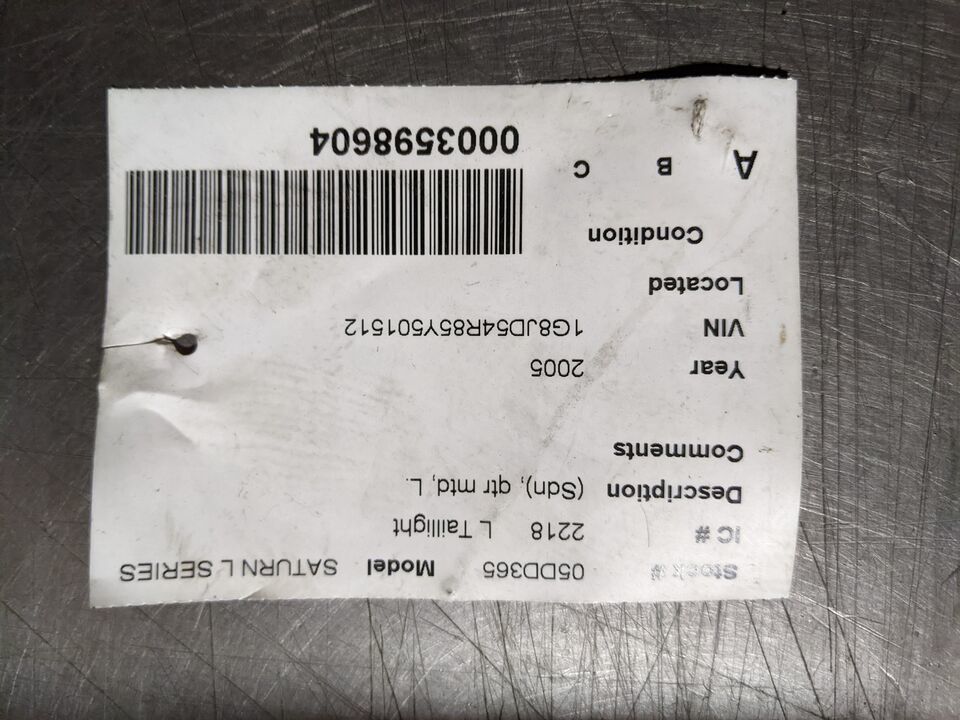 Stock # 05DD365 Model SATURN L SERIES
IC # 2218 L Taillight
Description (Sdn), qtr mtd, L.
Comments
Year 2005
VIN 1G8JD54R85Y501512
Located
Condition
A B C
0003598604